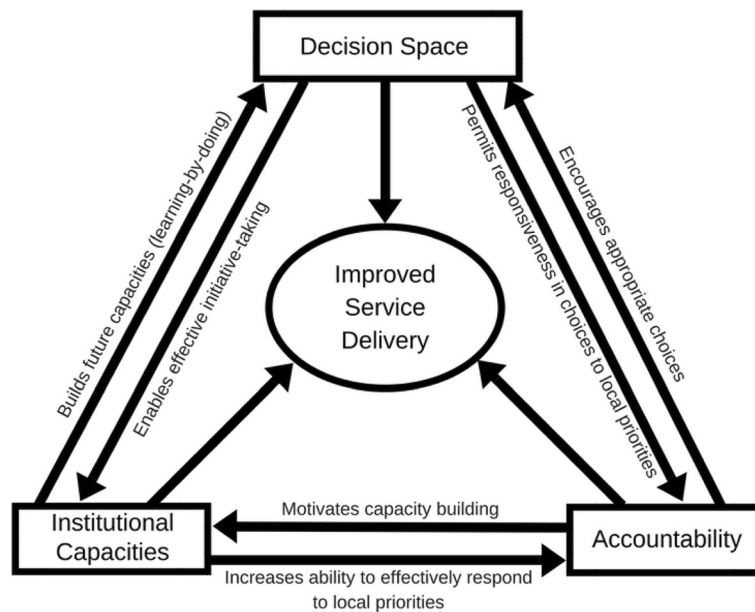 Decision Space
Builds future capacities (learning-by-doing)
Enables effective initiative-taking
Permits responsiveness in choices to local priorities
Encourages appropriate choices
Improved
Service
Delivery
Institutional
Capacities
Motivates capacity building
Accountability
Increases ability to effectively respond
to local priorities